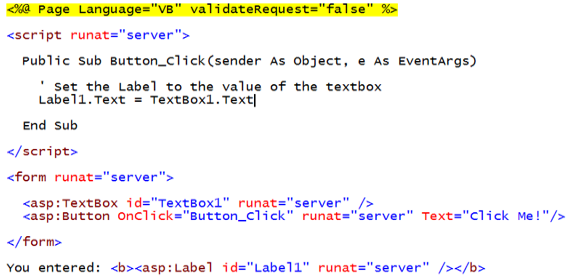 <%@ Page Language="VB" validateRequest="false" %>
<script runat="server">
Public Sub Button_Click(sender As Object, e As EventArgs)
' Set the Label to the value of the textbox
Label1.Text = TextBox1.Text
End Sub
</script>
<form runat="server">
<asp:TextBox id="TextBox1" runat="server" />
<asp:Button OnClick="Button_Click" runat="server" Text="Click Me!"/>
</form>
You entered: <b><asp:Label id="Label1" runat="server" /></b>